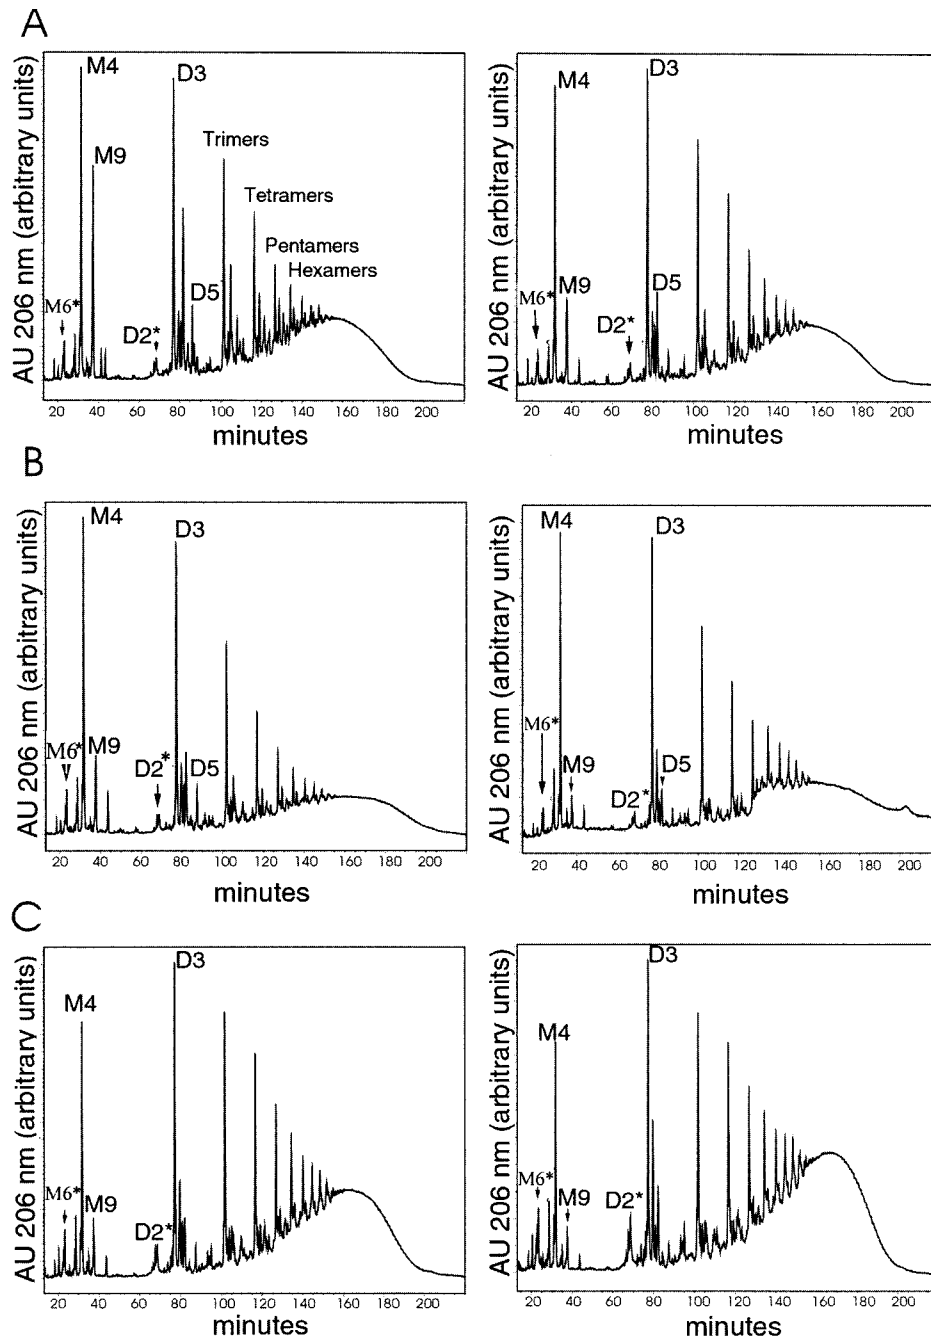 A
AU 206 nm (arbitrary units)
M4
D3
Trimers
M9
Tetramers
Pentamers
Hexamers
M6*
D5
D2*
20 40 60 80 100 120 140 160 180 200
minutes
AU 206 nm (arbitrary units)
D3
M4
M6*
M9
D2*
D5
20 40 60 80 100 120 140 160 180 200
minutes
B
AU 206 nm (arbitrary units)
M4
D3
M6*
M9
D2*
D5
20 40 60 80 100 120 140 160 180 200
minutes
AU 206 nm (arbitrary units)
M4
D3
M6*
M9
D5
D2*
20 40 60 80 100 120 140 160 180 200
minutes
C
AU 206 nm (arbitrary units)
D3
M4
M6*
M9
D2*
20 40 60 80 100 120 140 160 180 200
minutes
AU 206 nm (arbitrary units)
D3
M4
M6*
M9
D2*
20 40 60 80 100 120 140 160 180 200
minutes